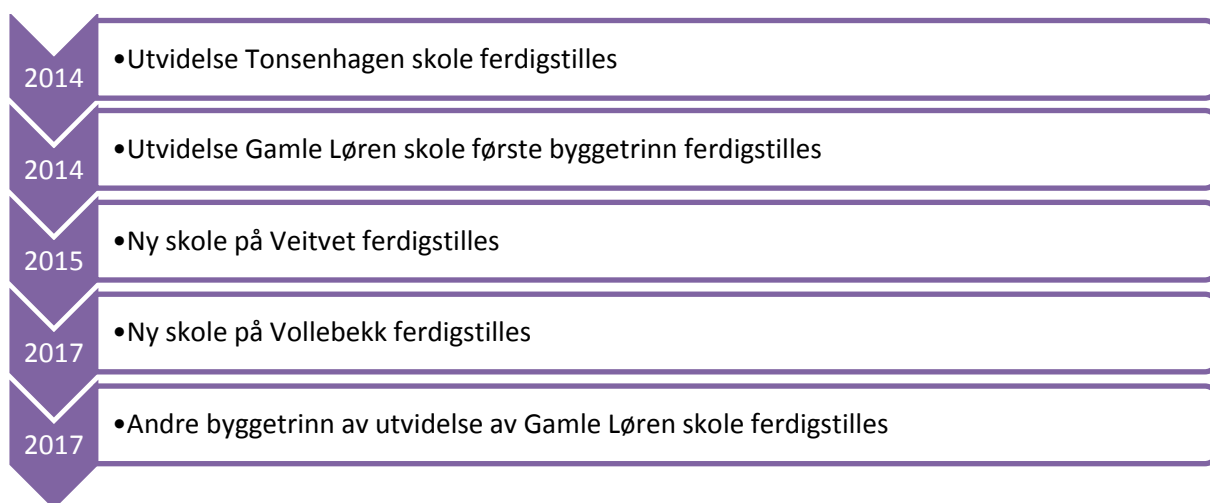 2014
•Utvidelse Tonsenhagen skole ferdigstilles
2014
•Utvidelse Gamle Løren skole første byggetrinn ferdigstilles
2015
•Ny skole på Veitvet ferdigstilles
2017
•Ny skole på Vollebekk ferdigstilles
2017
•Andre byggetrinn av utvidelse av Gamle Løren skole ferdigstilles